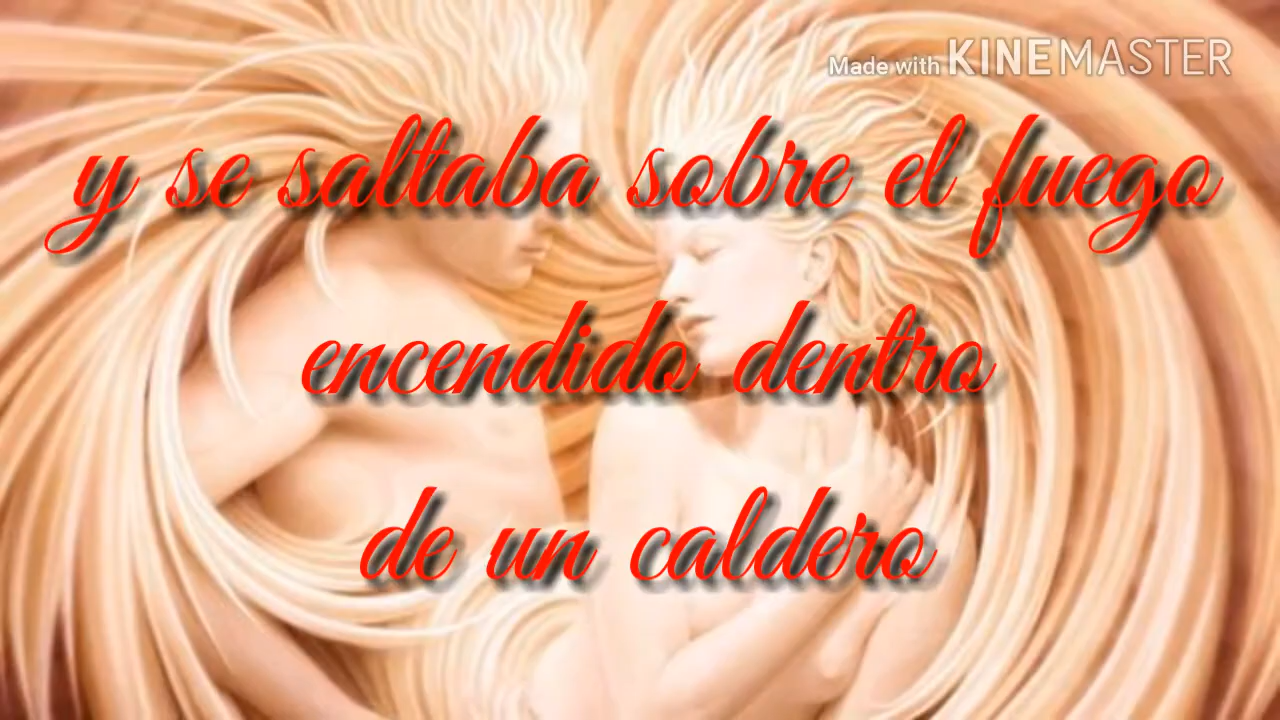 Made with KINEMASTER
y se saltaba sobre el fuego
encendido dentro
de un caldero